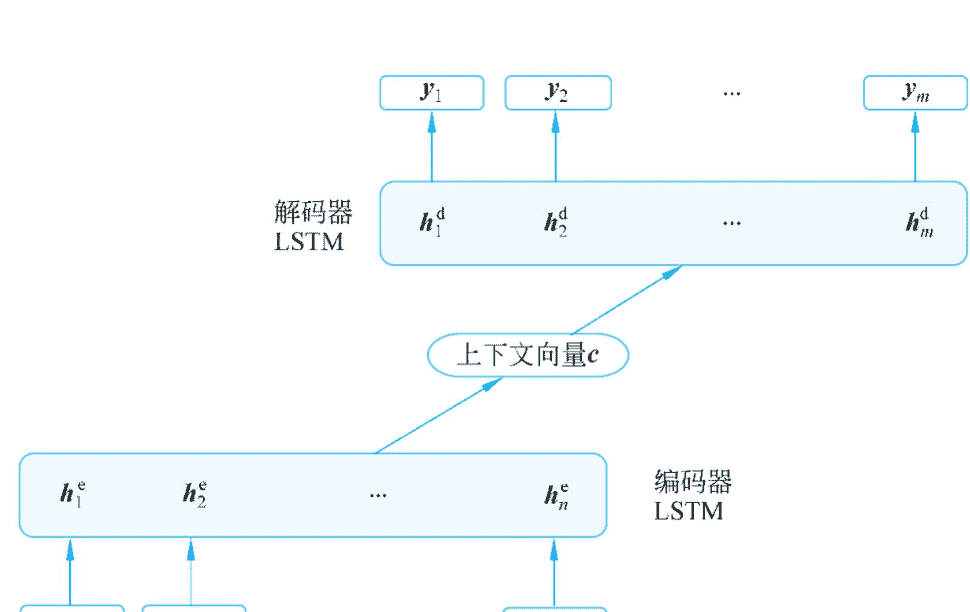 y₁ y₂ ... yₘ
解码器
LSTM
h₁ᵈ h₂ᵈ ... hₘᵈ
上下文向量c
h₁ᵉ h₂ᵉ ... hₙᵉ
编码器
LSTM